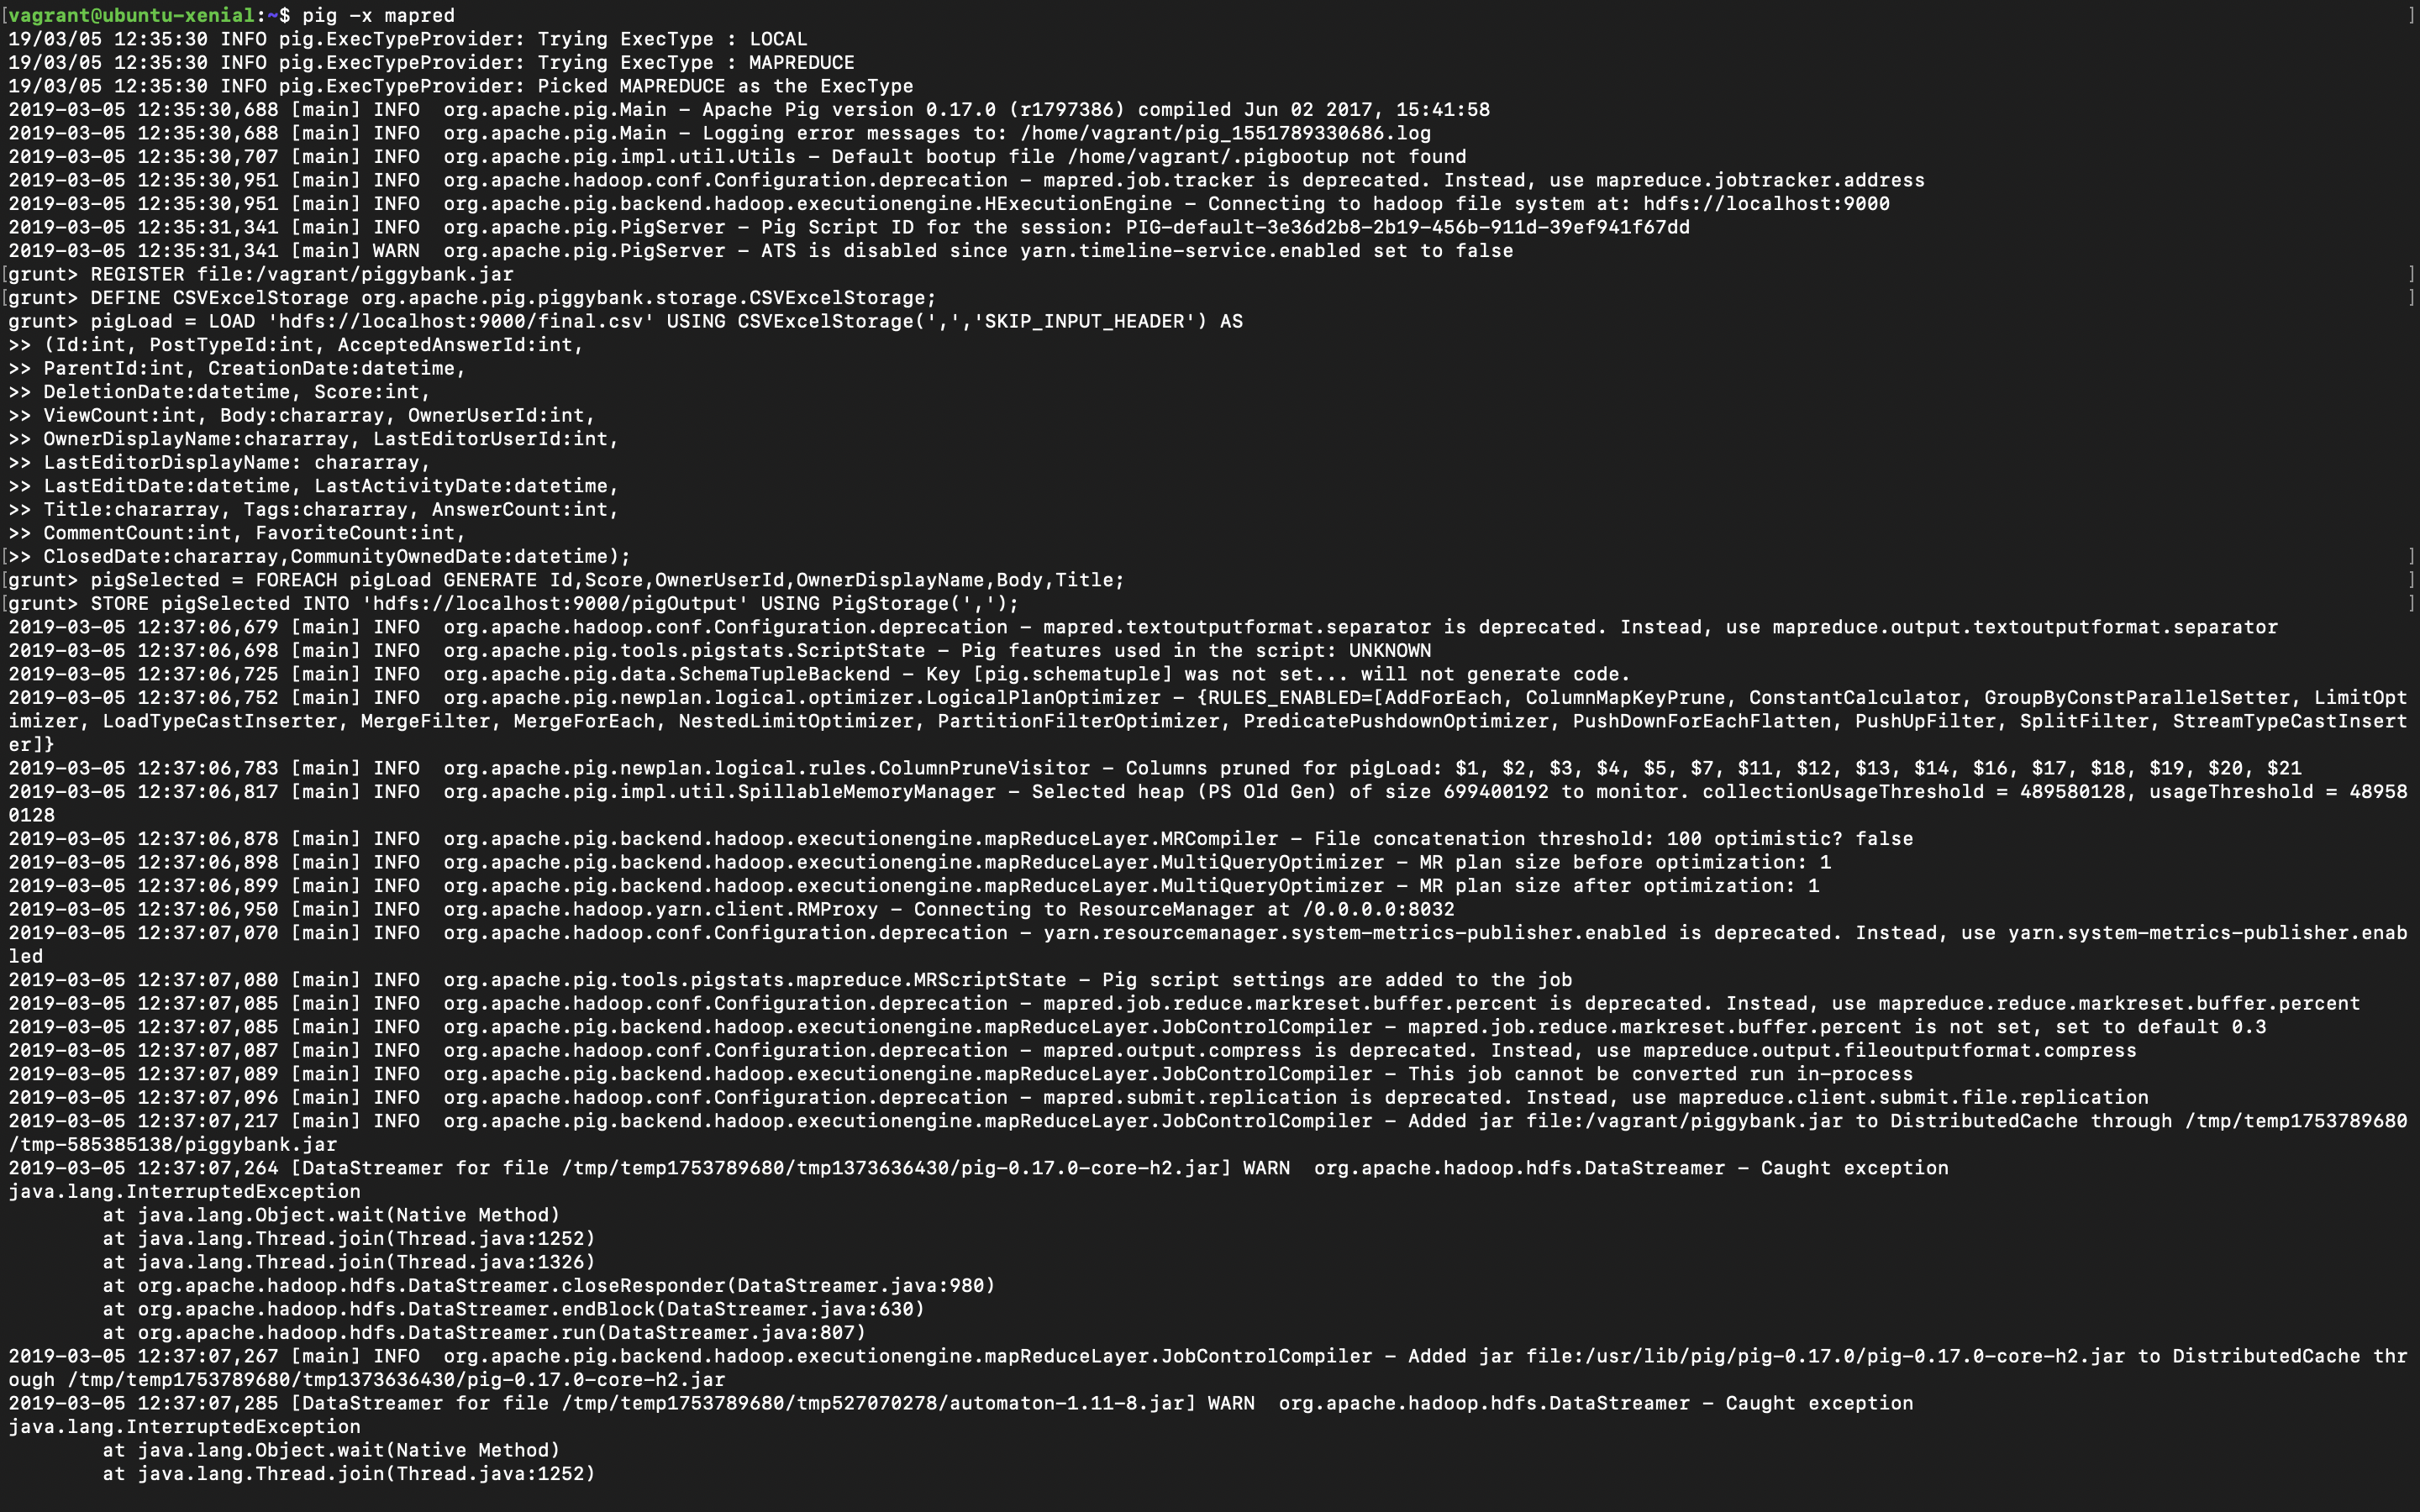 [vagrant@ubuntu-xenial:~$ pig -x mapred ]
19/03/05 12:35:30 INFO pig.ExecTypeProvider: Trying ExecType : LOCAL
19/03/05 12:35:30 INFO pig.ExecTypeProvider: Trying ExecType : MAPREDUCE
19/03/05 12:35:30 INFO pig.ExecTypeProvider: Picked MAPREDUCE as the ExecType
2019-03-05 12:35:30,688 [main] INFO  org.apache.pig.Main - Apache Pig version 0.17.0 (r1797386) compiled Jun 02 2017, 15:41:58
2019-03-05 12:35:30,688 [main] INFO  org.apache.pig.Main - Logging error messages to: /home/vagrant/pig_1551789330686.log
2019-03-05 12:35:30,707 [main] INFO  org.apache.pig.impl.util.Utils - Default bootup file /home/vagrant/.pigbootup not found
2019-03-05 12:35:30,951 [main] INFO  org.apache.hadoop.conf.Configuration.deprecation - mapred.job.tracker is deprecated. Instead, use mapreduce.jobtracker.address
2019-03-05 12:35:30,951 [main] INFO  org.apache.pig.backend.hadoop.executionengine.HExecutionEngine - Connecting to hadoop file system at: hdfs://localhost:9000
2019-03-05 12:35:31,341 [main] INFO  org.apache.pig.PigServer - Pig Script ID for the session: PIG-default-3e36d2b8-2b19-456b-911d-39ef941f67dd
2019-03-05 12:35:31,341 [main] WARN  org.apache.pig.PigServer - ATS is disabled since yarn.timeline-service.enabled set to false
[grunt> REGISTER file:/vagrant/piggybank.jar ]
[grunt> DEFINE CSVExcelStorage org.apache.pig.piggybank.storage.CSVExcelStorage; ]
grunt> pigLoad = LOAD 'hdfs://localhost:9000/final.csv' USING CSVExcelStorage(',','SKIP_INPUT_HEADER') AS
>> (Id:int, PostTypeId:int, AcceptedAnswerId:int,
>> ParentId:int, CreationDate:datetime,
>> DeletionDate:datetime, Score:int,
>> ViewCount:int, Body:chararray, OwnerUserId:int,
>> OwnerDisplayName:chararray, LastEditorUserId:int,
>> LastEditorDisplayName: chararray,
>> LastEditDate:datetime, LastActivityDate:datetime,
>> Title:chararray, Tags:chararray, AnswerCount:int,
>> CommentCount:int, FavoriteCount:int,
[>> ClosedDate:chararray,CommunityOwnedDate:datetime); ]
[grunt> pigSelected = FOREACH pigLoad GENERATE Id,Score,OwnerUserId,OwnerDisplayName,Body,Title; ]
[grunt> STORE pigSelected INTO 'hdfs://localhost:9000/pigOutput' USING PigStorage(','); ]
2019-03-05 12:37:06,679 [main] INFO  org.apache.hadoop.conf.Configuration.deprecation - mapred.textoutputformat.separator is deprecated. Instead, use mapreduce.output.textoutputformat.separator
2019-03-05 12:37:06,698 [main] INFO  org.apache.pig.tools.pigstats.ScriptState - Pig features used in the script: UNKNOWN
2019-03-05 12:37:06,725 [main] INFO  org.apache.pig.data.SchemaTupleBackend - Key [pig.schematuple] was not set... will not generate code.
2019-03-05 12:37:06,752 [main] INFO  org.apache.pig.newplan.logical.optimizer.LogicalPlanOptimizer - {RULES_ENABLED=[AddForEach, ColumnMapKeyPrune, ConstantCalculator, GroupByConstParallelSetter, LimitOpt
imizer, LoadTypeCastInserter, MergeFilter, MergeForEach, NestedLimitOptimizer, PartitionFilterOptimizer, PredicatePushdownOptimizer, PushDownForEachFlatten, PushUpFilter, SplitFilter, StreamTypeCastInsert
er]}
2019-03-05 12:37:06,783 [main] INFO  org.apache.pig.newplan.logical.rules.ColumnPruneVisitor - Columns pruned for pigLoad: $1, $2, $3, $4, $5, $7, $11, $12, $13, $14, $16, $17, $18, $19, $20, $21
2019-03-05 12:37:06,817 [main] INFO  org.apache.pig.impl.util.SpillableMemoryManager - Selected heap (PS Old Gen) of size 699400192 to monitor. collectionUsageThreshold = 489580128, usageThreshold = 48958
0128
2019-03-05 12:37:06,878 [main] INFO  org.apache.pig.backend.hadoop.executionengine.mapReduceLayer.MRCompiler - File concatenation threshold: 100 optimistic? false
2019-03-05 12:37:06,898 [main] INFO  org.apache.pig.backend.hadoop.executionengine.mapReduceLayer.MultiQueryOptimizer - MR plan size before optimization: 1
2019-03-05 12:37:06,899 [main] INFO  org.apache.pig.backend.hadoop.executionengine.mapReduceLayer.MultiQueryOptimizer - MR plan size after optimization: 1
2019-03-05 12:37:06,950 [main] INFO  org.apache.hadoop.yarn.client.RMProxy - Connecting to ResourceManager at /0.0.0.0:8032
2019-03-05 12:37:07,070 [main] INFO  org.apache.hadoop.conf.Configuration.deprecation - yarn.resourcemanager.system-metrics-publisher.enabled is deprecated. Instead, use yarn.system-metrics-publisher.enab
led
2019-03-05 12:37:07,080 [main] INFO  org.apache.pig.tools.pigstats.mapreduce.MRScriptState - Pig script settings are added to the job
2019-03-05 12:37:07,085 [main] INFO  org.apache.hadoop.conf.Configuration.deprecation - mapred.job.reduce.markreset.buffer.percent is deprecated. Instead, use mapreduce.reduce.markreset.buffer.percent
2019-03-05 12:37:07,085 [main] INFO  org.apache.pig.backend.hadoop.executionengine.mapReduceLayer.JobControlCompiler - mapred.job.reduce.markreset.buffer.percent is not set, set to default 0.3
2019-03-05 12:37:07,087 [main] INFO  org.apache.hadoop.conf.Configuration.deprecation - mapred.output.compress is deprecated. Instead, use mapreduce.output.fileoutputformat.compress
2019-03-05 12:37:07,089 [main] INFO  org.apache.pig.backend.hadoop.executionengine.mapReduceLayer.JobControlCompiler - This job cannot be converted run in-process
2019-03-05 12:37:07,096 [main] INFO  org.apache.hadoop.conf.Configuration.deprecation - mapred.submit.replication is deprecated. Instead, use mapreduce.client.submit.file.replication
2019-03-05 12:37:07,217 [main] INFO  org.apache.pig.backend.hadoop.executionengine.mapReduceLayer.JobControlCompiler - Added jar file:/vagrant/piggybank.jar to DistributedCache through /tmp/temp1753789680
/tmp-585385138/piggybank.jar
2019-03-05 12:37:07,264 [DataStreamer for file /tmp/temp1753789680/tmp1373636430/pig-0.17.0-core-h2.jar] WARN  org.apache.hadoop.hdfs.DataStreamer - Caught exception
java.lang.InterruptedException
        at java.lang.Object.wait(Native Method)
        at java.lang.Thread.join(Thread.java:1252)
        at java.lang.Thread.join(Thread.java:1326)
        at org.apache.hadoop.hdfs.DataStreamer.closeResponder(DataStreamer.java:980)
        at org.apache.hadoop.hdfs.DataStreamer.endBlock(DataStreamer.java:630)
        at org.apache.hadoop.hdfs.DataStreamer.run(DataStreamer.java:807)
2019-03-05 12:37:07,267 [main] INFO  org.apache.pig.backend.hadoop.executionengine.mapReduceLayer.JobControlCompiler - Added jar file:/usr/lib/pig/pig-0.17.0/pig-0.17.0-core-h2.jar to DistributedCache thr
ough /tmp/temp1753789680/tmp1373636430/pig-0.17.0-core-h2.jar
2019-03-05 12:37:07,285 [DataStreamer for file /tmp/temp1753789680/tmp527070278/automaton-1.11-8.jar] WARN  org.apache.hadoop.hdfs.DataStreamer - Caught exception
java.lang.InterruptedException
        at java.lang.Object.wait(Native Method)
        at java.lang.Thread.join(Thread.java:1252)